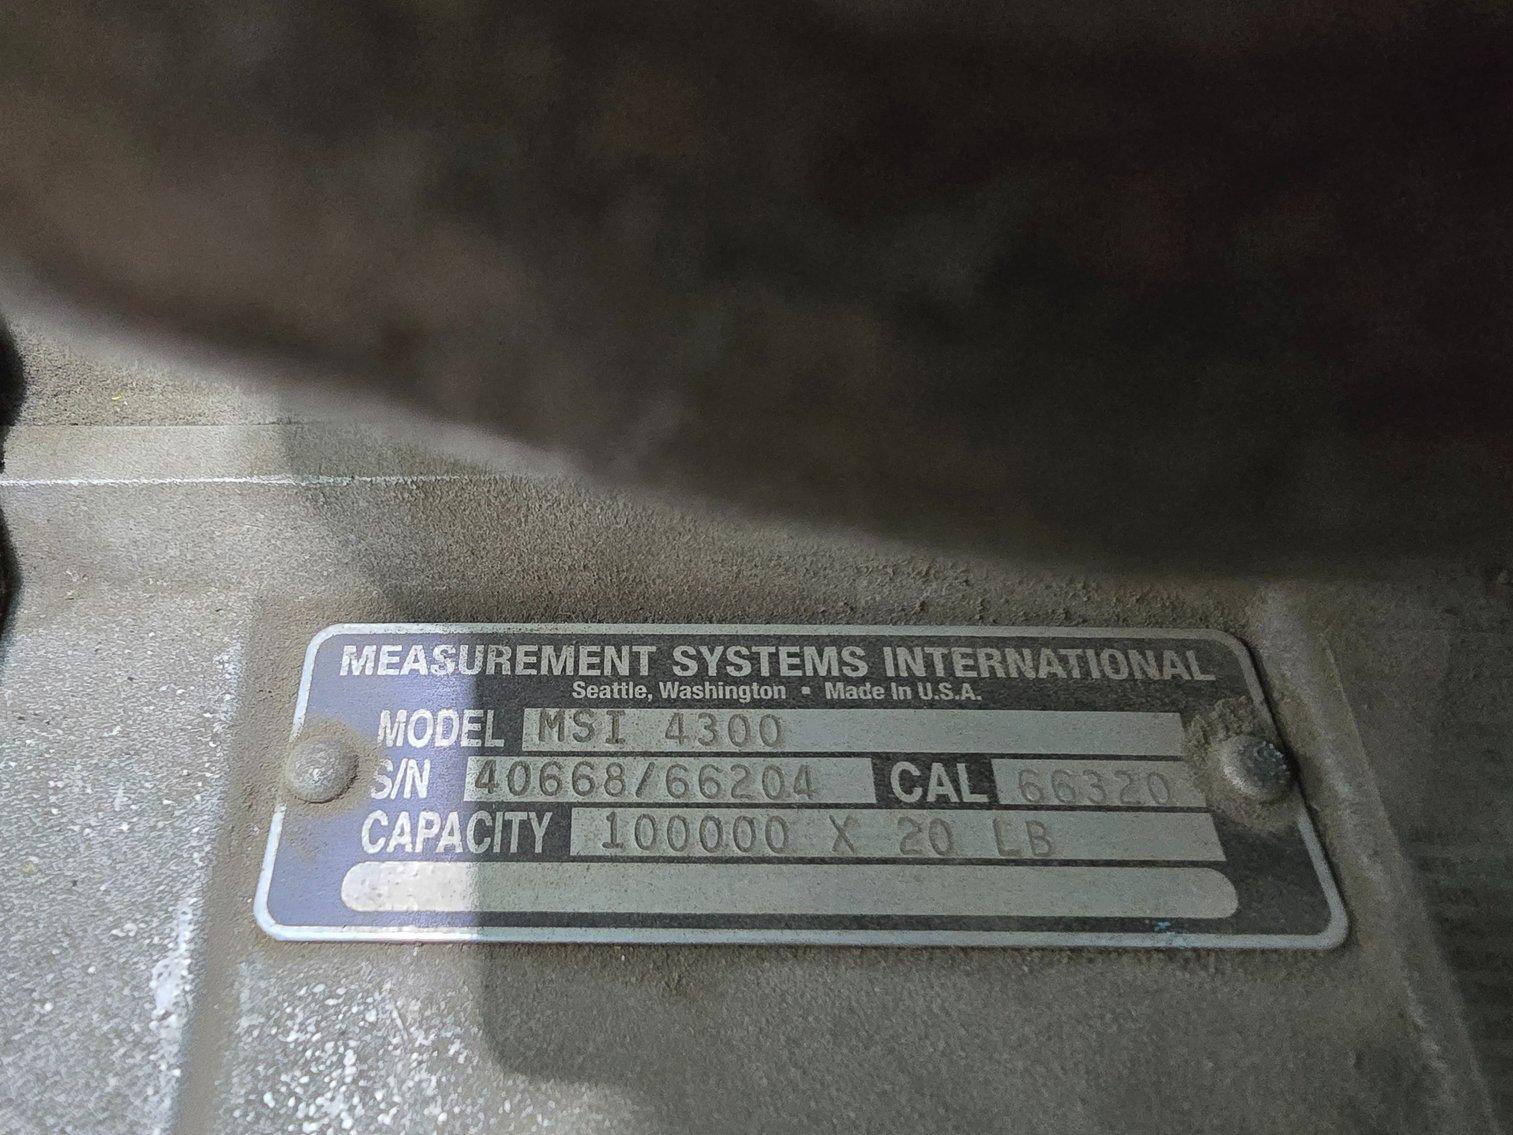 MEASUREMENT SYSTEMS INTERNATIONAL
Seattle, Washington • Made In U.S.A.
MODEL MSI 4300
S/N 40668/66204 CAL 66320
CAPACITY 100000 X 20 LB